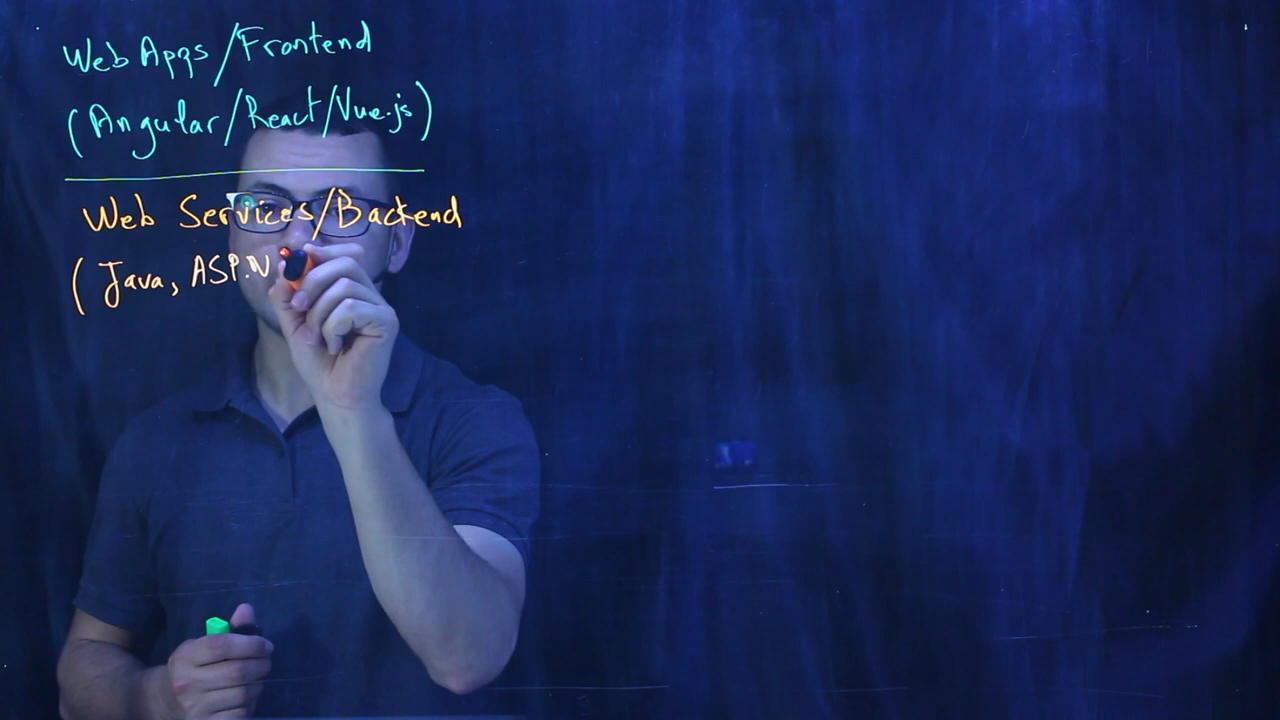 Web Apps/Frontend
(Angular/React/Vue.js)
Web Services/Backend
(Java, ASP.N